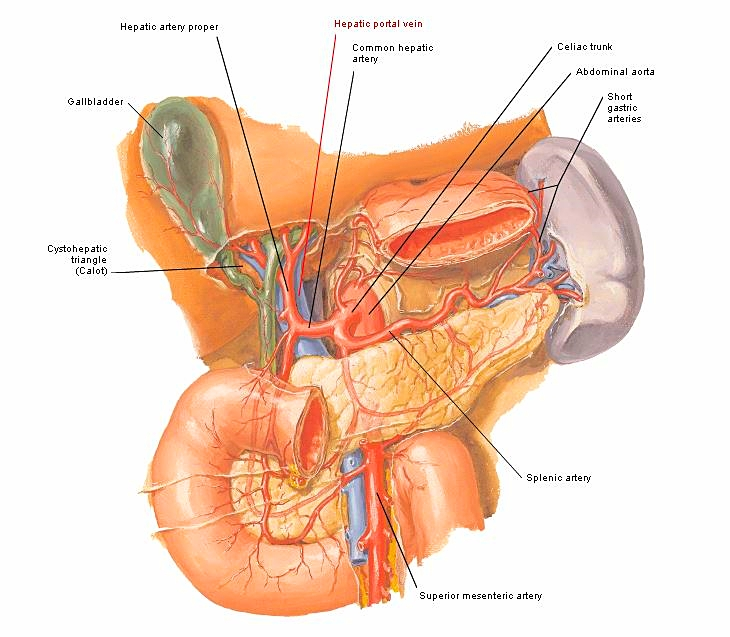 Hepatic artery proper
Hepatic portal vein
Common hepatic
artery
Celiac trunk
Abdominal aorta
Short
gastric
arteries
Gallbladder
Cystohepatic
triangle
(Calot)
Splenic artery
Superior mesenteric artery